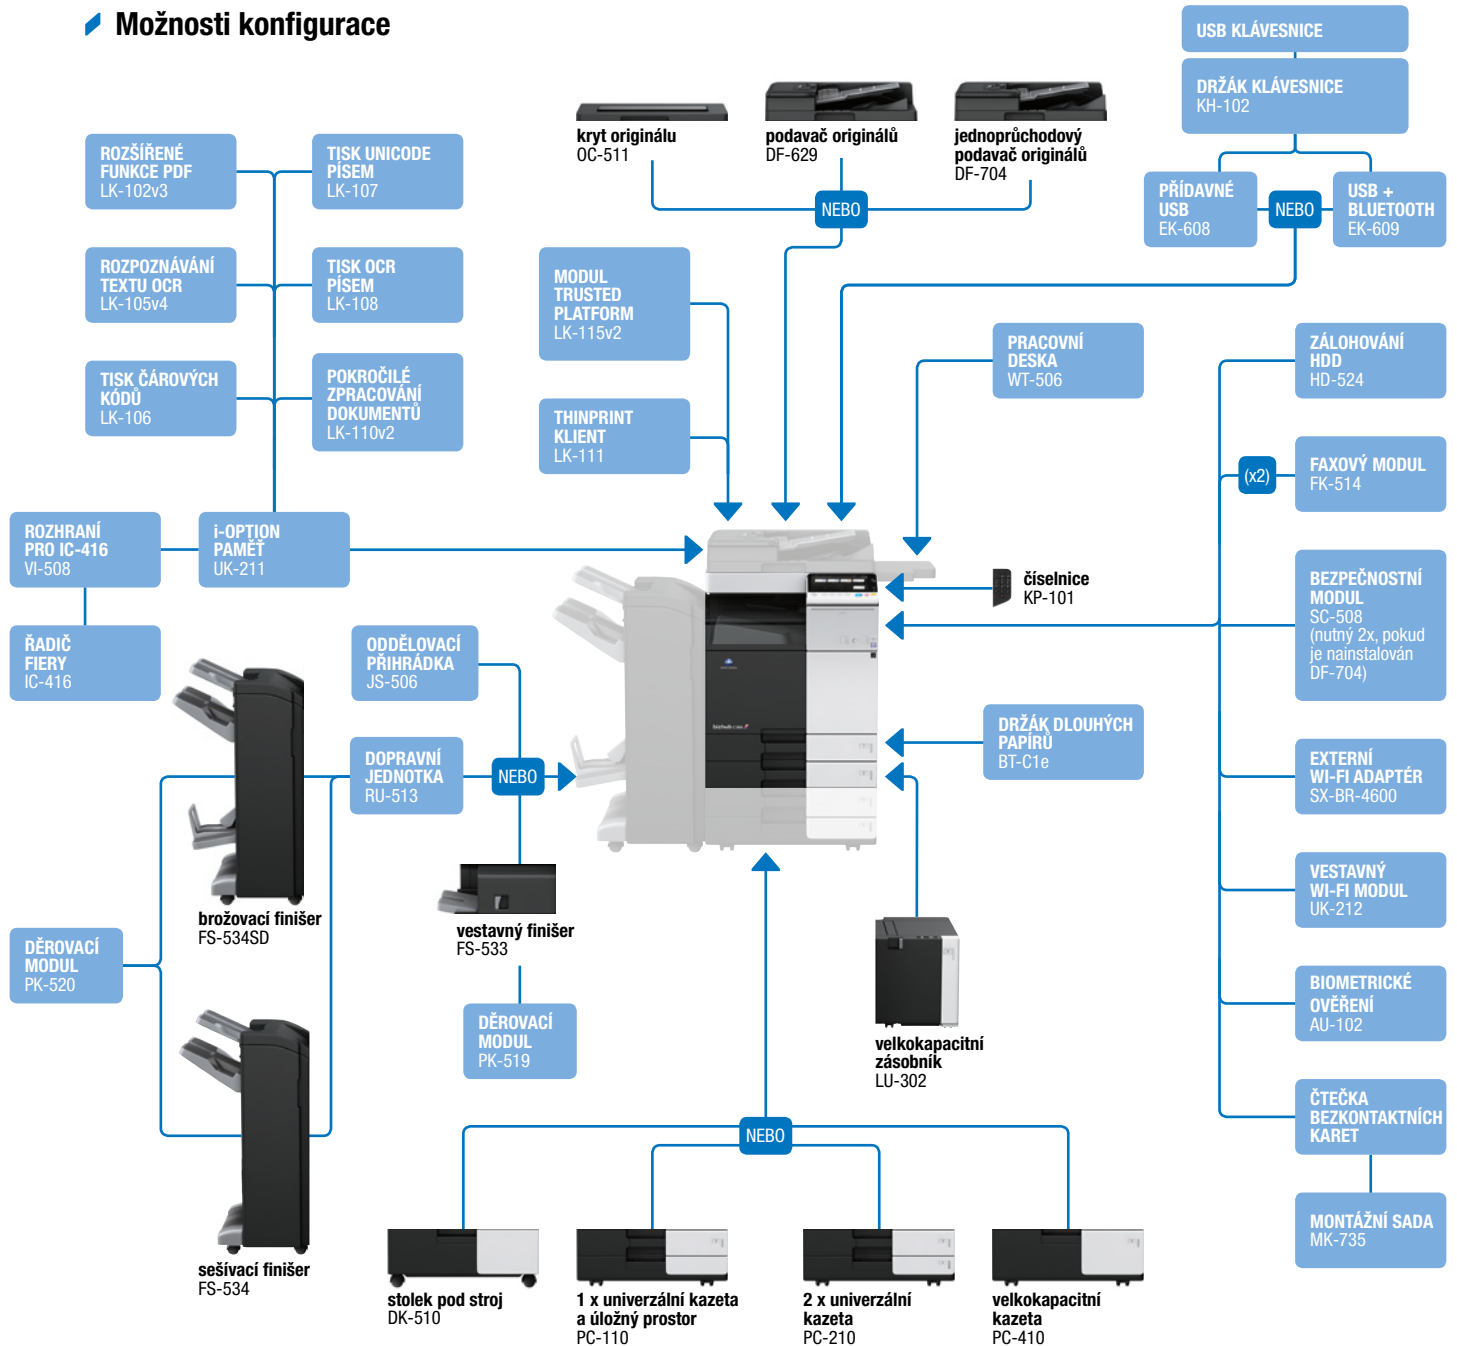 Možnosti konfigurace
USB KLÁVESNICE
DRŽÁK KLÁVESNICE
KH-102
kryt originálu
OC-511
podavač originálů
DF-629
jednoprůchodový
podavač originálů
DF-704
NEBO
PŘÍDAVNÉ
USB
EK-608
NEBO
USB +
BLUETOOTH
EK-609
ROZŠÍŘENÉ
FUNKCE PDF
LK-102v3
TISK UNICODE
PÍSEM
LK-107
ROZPOZNÁVÁNÍ
TEXTU OCR
LK-105v4
TISK OCR
PÍSEM
LK-108
TISK ČÁROVÝCH
KÓDŮ
LK-106
POKROČILÉ
ZPRACOVÁNÍ
DOKUMENTŮ
LK-110v2
MODUL
TRUSTED
PLATFORM
LK-115v2
THINPRINT
KLIENT
LK-111
PRACOVNÍ
DESKA
WT-506
ZÁLOHOVÁNÍ
HDD
HD-524
(x2)
FAXOVÝ MODUL
FK-514
ROZHRANÍ
PRO IC-416
VI-508
i-OPTION
PAMĚŤ
UK-211
číselnice
KP-101
BEZPEČNOSTNÍ
MODUL
SC-508
(nutný 2x, pokud
je nainstalován
DF-704)
ŘADIČ
FIERY
IC-416
ODDĚLOVACÍ
PŘIHRÁDKA
JS-506
DOPRAVNÍ
JEDNOTKA
RU-513
NEBO
bizhub
DRŽÁK DLOUHÝCH
PAPÍRŮ
BT-C1e
EXTERNÍ
WI-FI ADAPTÉR
SX-BR-4600
VESTAVNÝ
WI-FI MODUL
UK-212
brožovací finišer
FS-534SD
vestavný finišer
FS-533
DĚROVACÍ
MODUL
PK-520
DĚROVACÍ
MODUL
PK-519
velkokapacitní
zásobník
LU-302
BIOMETRICKÉ
OVĚŘENÍ
AU-102
ČTEČKA
BEZKONTAKTNÍCH
KARET
NEBO
MONTÁŽNÍ SADA
MK-735
sešívací finišer
FS-534
stolek pod stroj
DK-510
1 x univerzální kazeta
a úložný prostor
PC-110
2 x univerzální
kazeta
PC-210
velkokapacitní
kazeta
PC-410